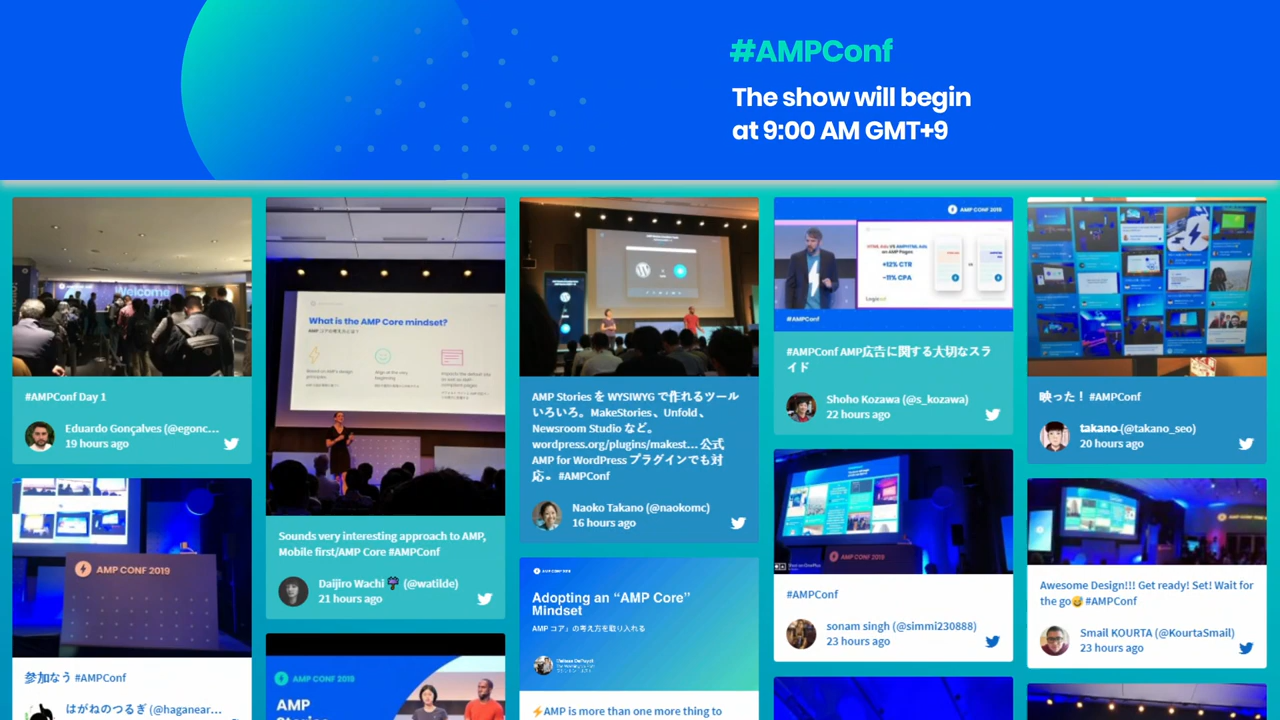 #AMPConf
The show will begin
at 9:00 AM GMT+9
Welcome
#AMPConf Day 1
Eduardo Gonçalves (@egonc...
19 hours ago
AMP CONF 2019
参加なう #AMPConf
はがねのつるぎ (@haganear...
What is the AMP Core mindset?
Sounds very interesting approach to AMP,
Mobile first/AMP Core #AMPConf
Daijiro Wachi (@watilde)
21 hours ago
AMP CONF 2019
AMP
AMP Stories を WYSIWYG で作れるツール
いろいろ。MakeStories、Unfold、
Newsroom Studio など。
wordpress.org/plugins/makest... 公式
AMP for WordPress プラグインでも対
応。#AMPConf
Naoko Takano (@naokomc)
16 hours ago
Adopting an “AMP Core”
Mindset
AMP コア」の考え方を取り入れる
⚡AMP is more than one more thing to
AMP CONF 2019
on AMP Pages
+12% CTR
-11% CPA
#AMPConf
#AMPConf AMP広告に関する大切なスラ
イド
Shoho Kozawa (@s_kozawa)
22 hours ago
AMP CONF 2019
#AMPConf
sonam singh (@simmi230888)
23 hours ago
映った！ #AMPConf
takano (@takano_seo)
20 hours ago
Awesome Design!!! Get ready! Set! Wait for
the go😅 #AMPConf
Smail KOURTA (@KourtaSmail)
23 hours ago